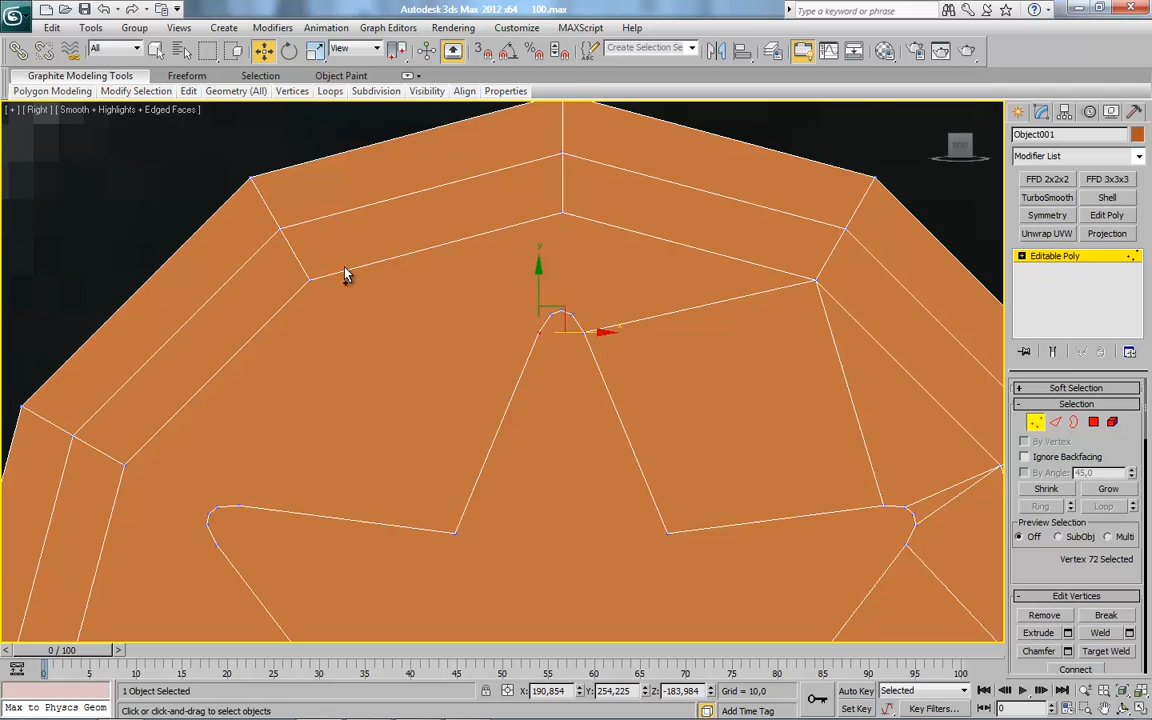 Autodesk 3ds Max 2012 x64 100.max
Type a keyword or phrase
Edit Tools Group Views Create Modifiers Animation Graph Editors Rendering Customize MAXScript Help
All View Create Selection Se
Graphite Modeling Tools Freeform Selection Object Paint
Polygon Modeling Modify Selection Edit Geometry (All) Vertices Loops Subdivision Visibility Align Properties
[ + ] [ Right ] [ Smooth + Highlights + Edged Faces ]
y
x
Object001
Modifier List
FFD 2x2x2 FFD 3x3x3
TurboSmooth Shell
Symmetry Edit Poly
Unwrap UVW Projection
Editable Poly
+ Soft Selection
- Selection
By Vertex
Ignore Backfacing
By Angle: 45,0
Shrink Grow
Ring Loop
Preview Selection
Off SubObj Multi
Vertex 72 Selected
- Edit Vertices
Remove Break
Extrude Weld
Chamfer Target Weld
Connect
< 0 / 100 >
0 5 10 15 20 25 30 35 40 45 50 55 60 65 70 75 80 85 90 95 100
1 Object Selected X: 190,854 Y: 254,225 Z: -183,984 Grid = 10,0 Auto Key Selected
Max to Physcs Geom Click or click-and-drag to select objects Add Time Tag Set Key Key Filters... 0